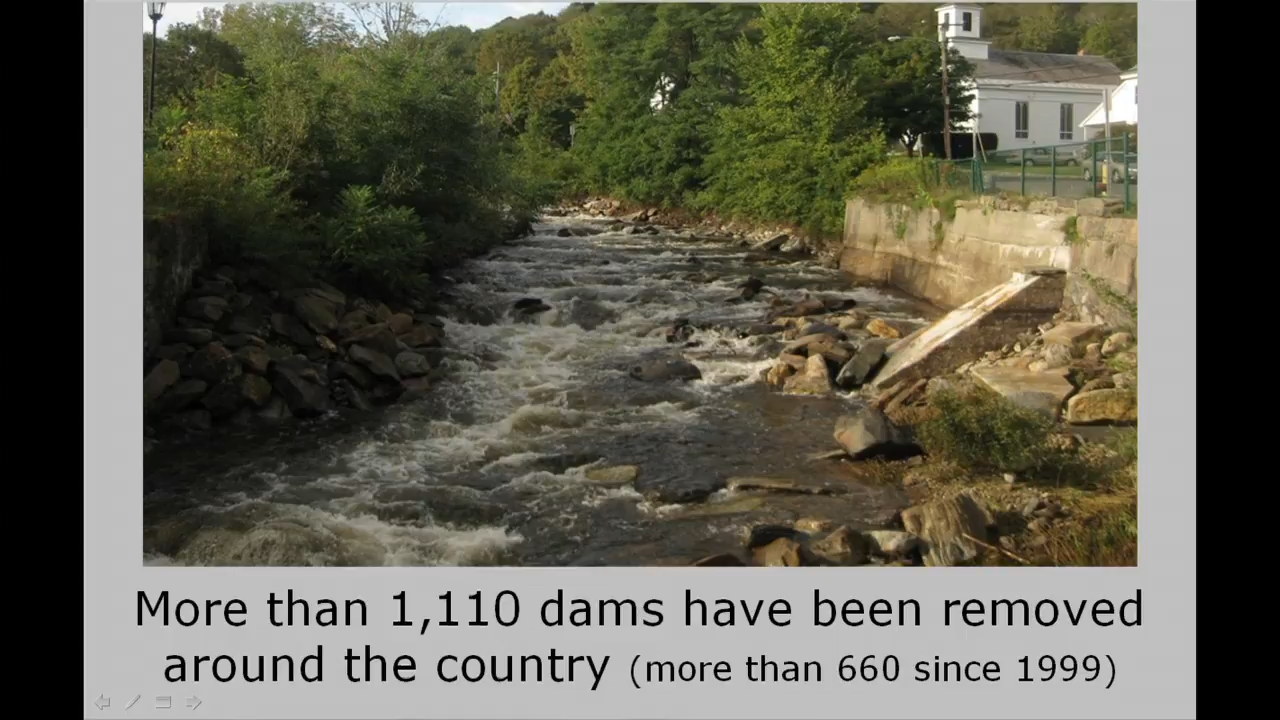 More than 1,110 dams have been removed
around the country (more than 660 since 1999)